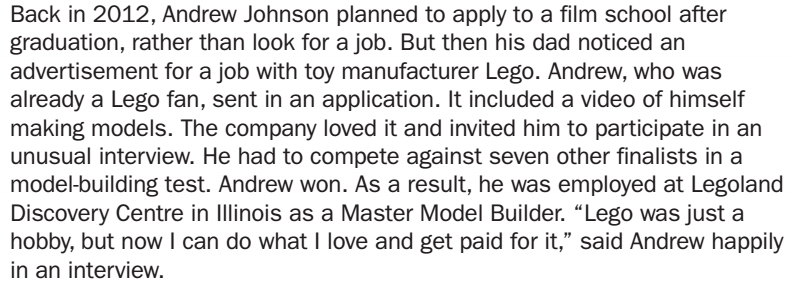 Back in 2012, Andrew Johnson planned to apply to a film school after
graduation, rather than look for a job. But then his dad noticed an
advertisement for a job with toy manufacturer Lego. Andrew, who was
already a Lego fan, sent in an application. It included a video of himself
making models. The company loved it and invited him to participate in an
unusual interview. He had to compete against seven other finalists in a
model-building test. Andrew won. As a result, he was employed at Legoland
Discovery Centre in Illinois as a Master Model Builder. “Lego was just a
hobby, but now I can do what I love and get paid for it,” said Andrew happily
in an interview.